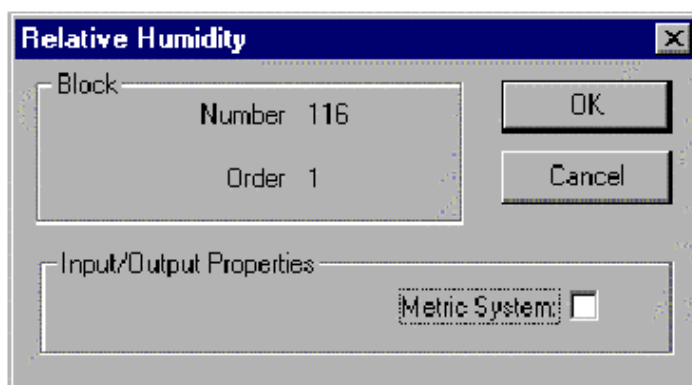 Relative Humidity
Block
Number 116
Order 1
OK
Cancel
Input/Output Properties
Metric System: